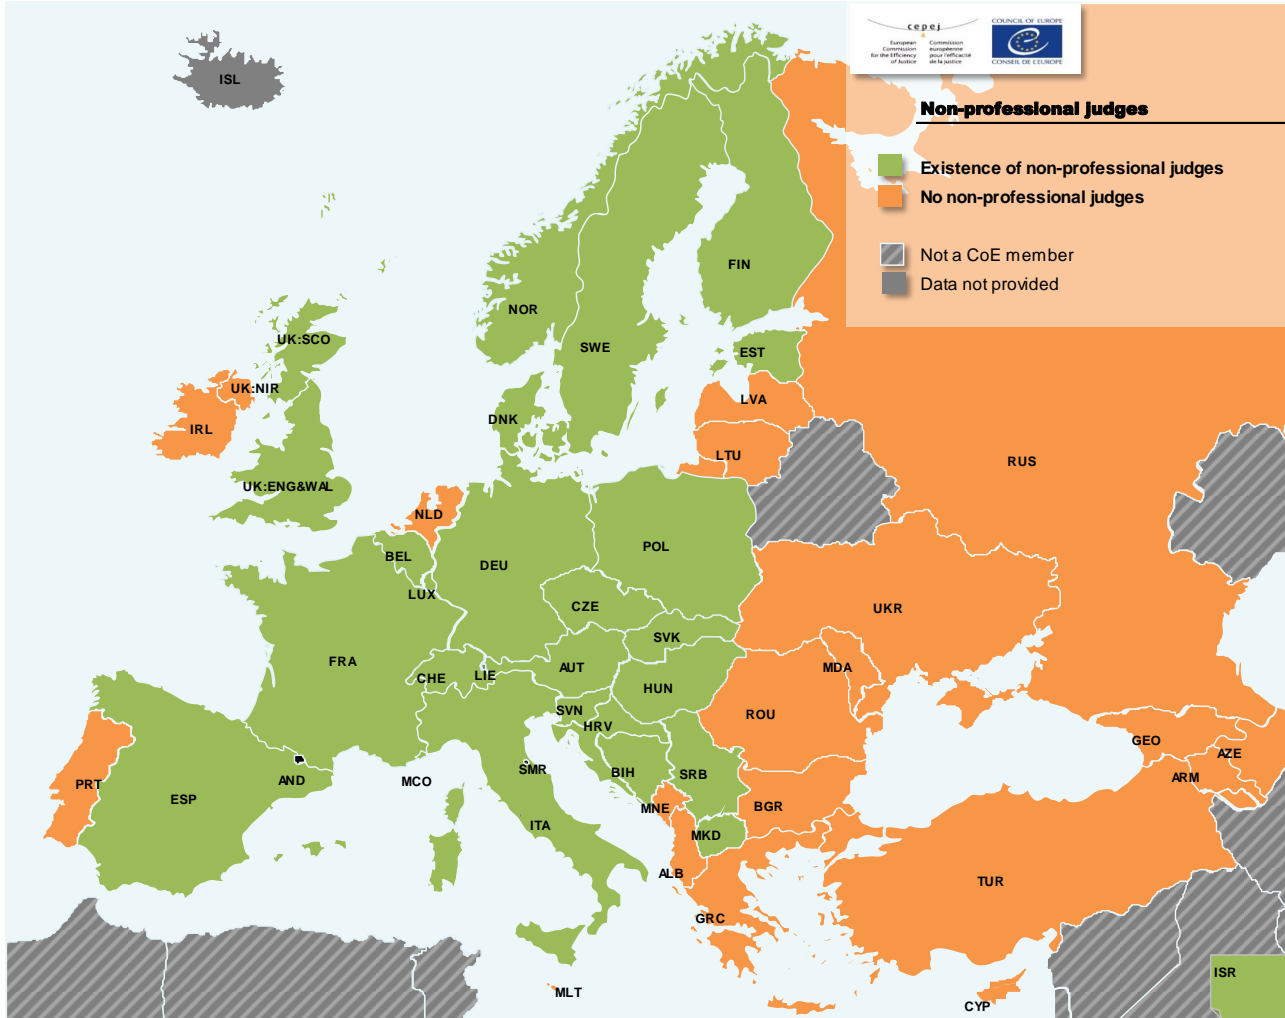 cepej
European
Commission
for the Efficiency
of Justice
Commission
européenne
pour l'efficacité
de la justice
COUNCIL OF EUROPE
CONSEIL DE L'EUROPE
Non-professional judges
Existence of non-professional judges
No non-professional judges
Not a CoE member
Data not provided
ISL
FIN
NOR
SWE
UK:SCO
EST
UK:NIR
LVA
DNK
IRL
LTU
RUS
UK:ENG&WAL
NLD
POL
BEL
DEU
LUX
CZE
UKR
SVK
FRA
AUT
MDA
CHE
LIE
HUN
SVN
ROU
HRV
GEO
AZE
SMR
BIH
SRB
ARM
PRT
AND
MCO
ESP
MNE
BGR
ITA
MKD
ALB
TUR
GRC
ISR
MLT
CYP